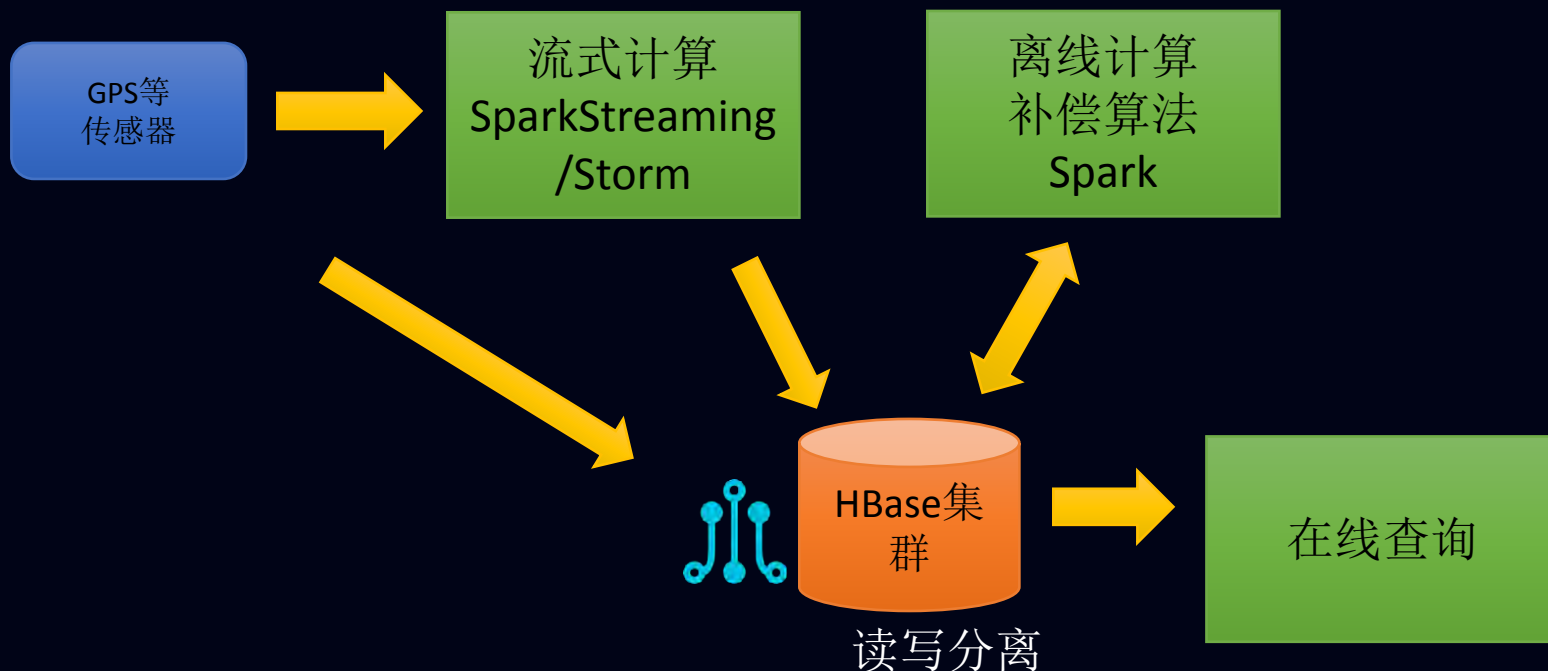 GPS等
传感器
流式计算
SparkStreaming
/Storm
离线计算
补偿算法
Spark
HBase集
群
在线查询
读写分离